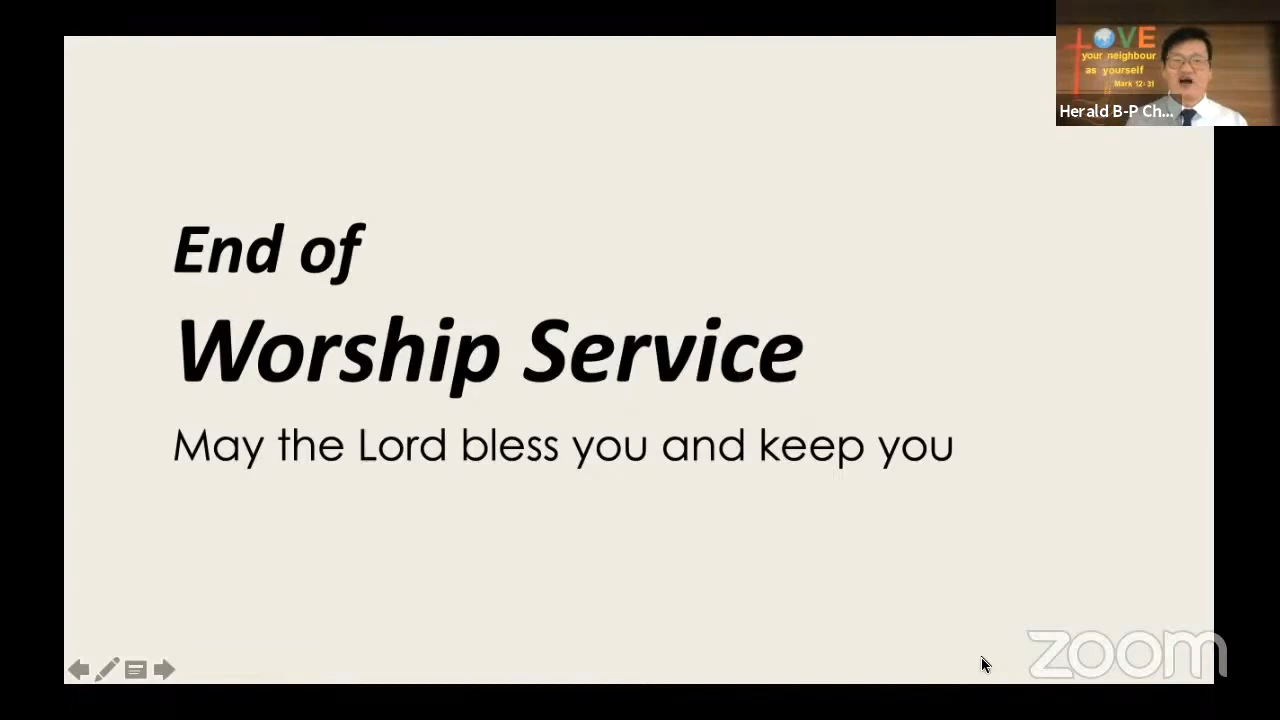 LOVE
your neighbour
as yourself
Mark 12:31
Herald B-P Ch...
End of
Worship Service
May the Lord bless you and keep you
zoom